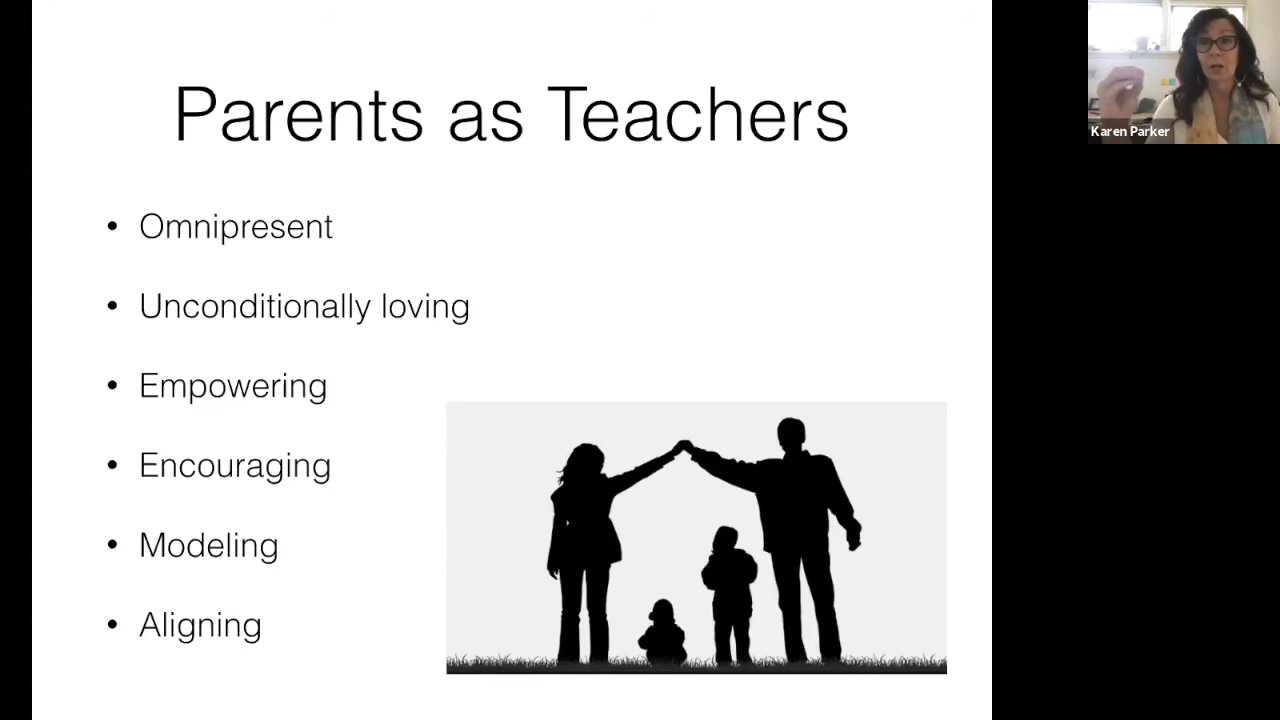 Parents as Teachers
• Omnipresent
• Unconditionally loving
• Empowering
• Encouraging
• Modeling
• Aligning
Karen Parker